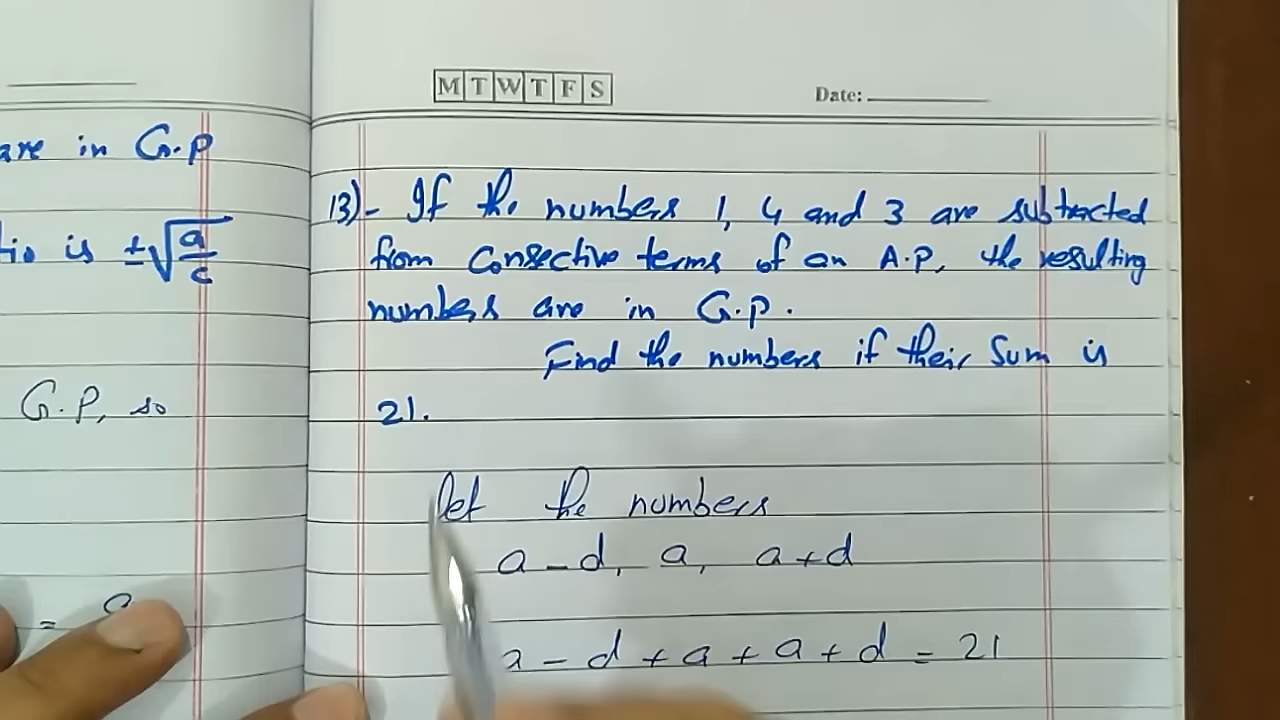 are in G.P
tio is ±√a/c
G.P, so
=
M T W T F S
Date:
13)- If the numbers 1, 4 and 3 are subtracted
from Consective terms of an A.P, the resulting
numbers are in G.P.
Find the numbers if their Sum is
21.
let the numbers
a - d, a, a + d
a - d + a + a + d = 21